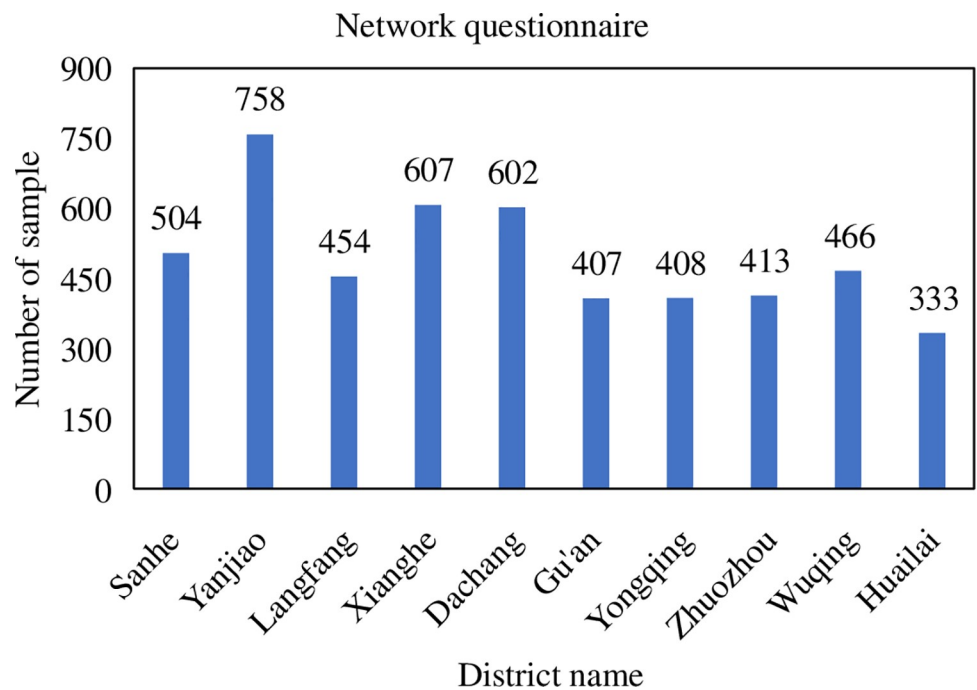 Network questionnaire
Number of sample
900
750
600
450
300
150
0
504
758
454
607
602
407
408
413
466
333
Sanhe
Yanjiao
Langfang
Xianghe
Dachang
Gu'an
Yongqing
Zhuozhou
Wuqing
Huailai
District name